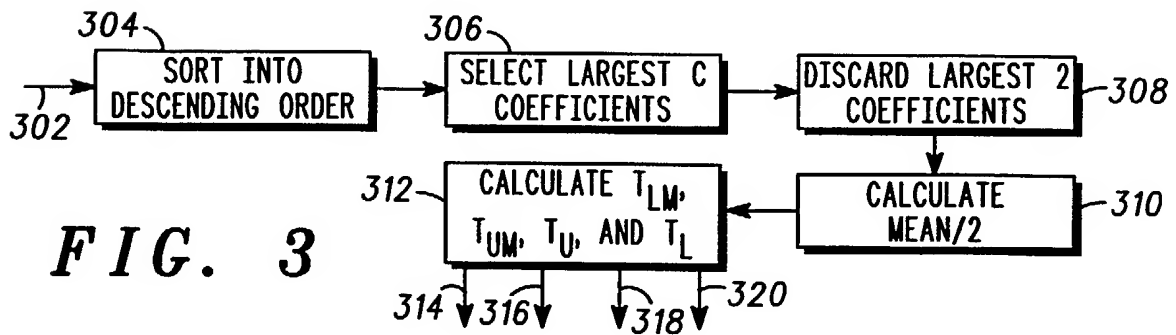 304
SORT INTO
DESCENDING ORDER
302
306
SELECT LARGEST C
COEFFICIENTS
DISCARD LARGEST 2
COEFFICIENTS
308
CALCULATE
MEAN/2
310
312
CALCULATE T_LM,
T_UM, T_U, AND T_L
314
316
318
320
FIG. 3